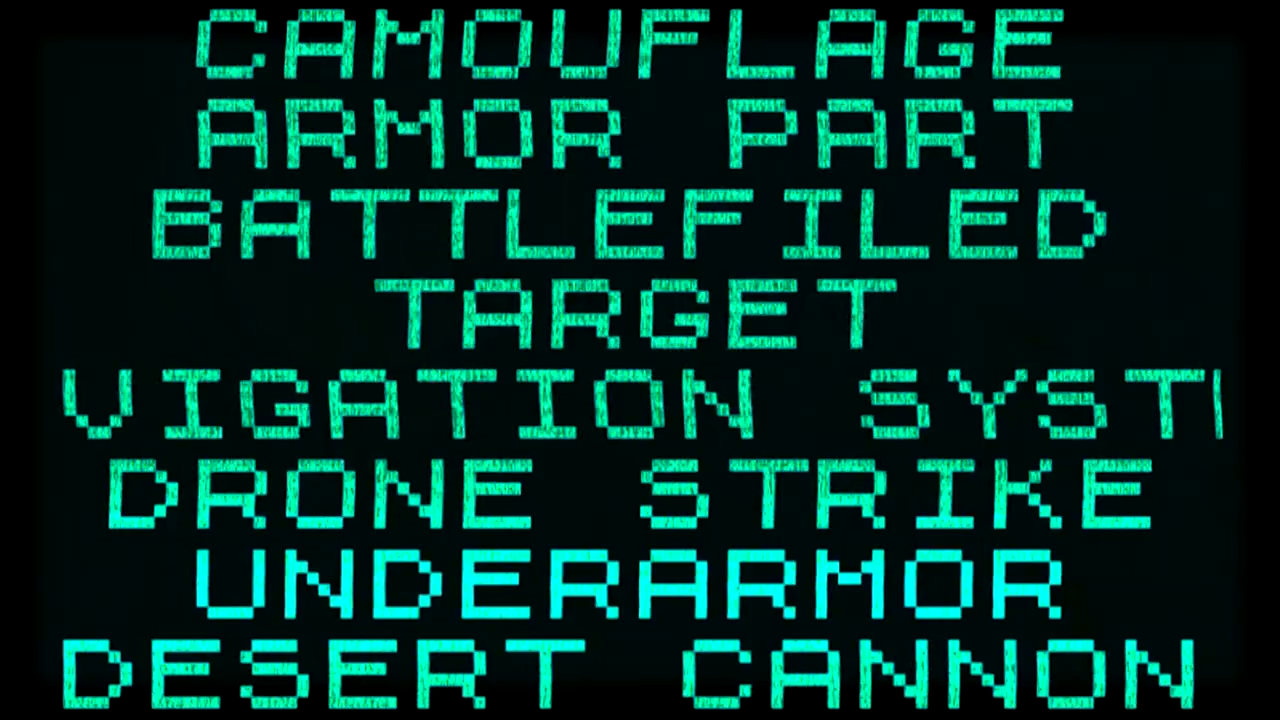 CAMOUFLAGE
ARMOR PART
BATTLEFILED
TARGET
VIGATION SYST
DRONE STRIKE
UNDERARMOR
DESERT CANNON